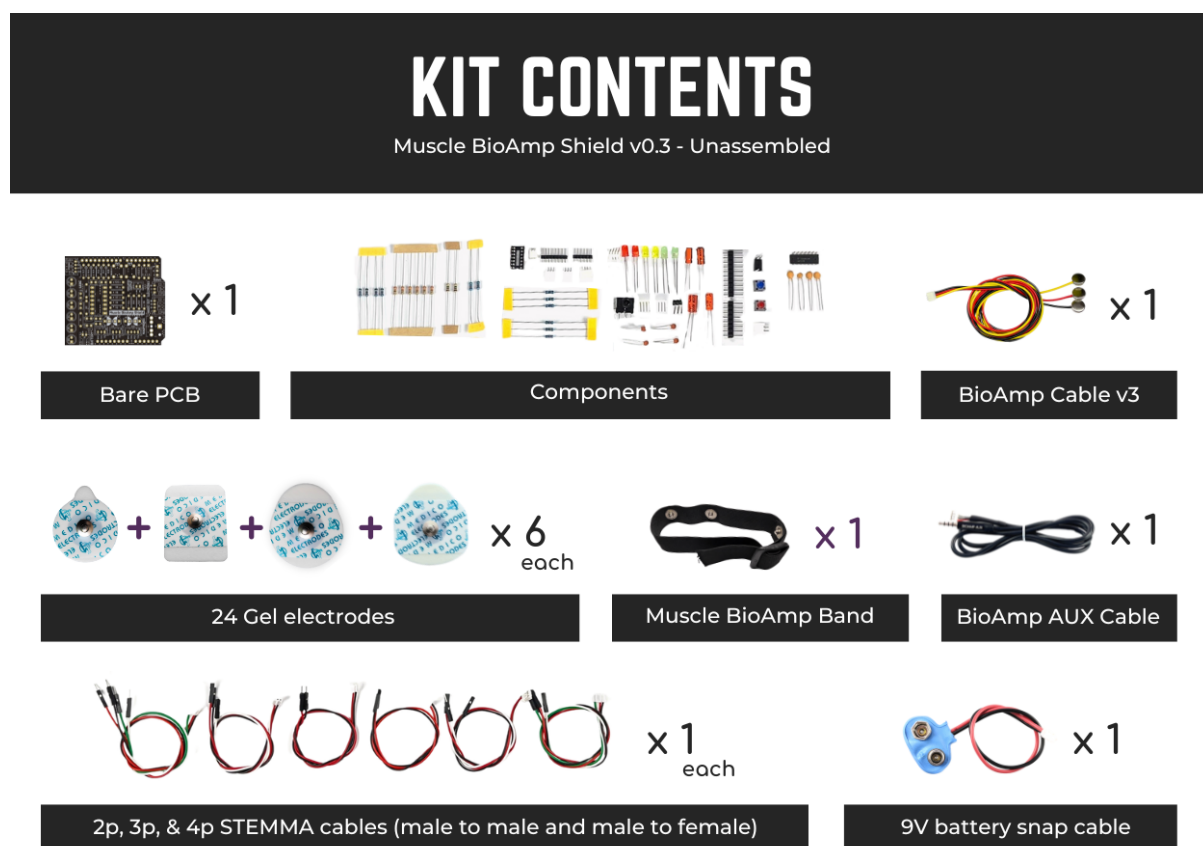 KIT CONTENTS
Muscle BioAmp Shield v0.3 - Unassembled
x 1
x 1
Bare PCB
Components
BioAmp Cable v3
ELECTRODES
+
+
+
x 6
each
x 1
x 1
24 Gel electrodes
Muscle BioAmp Band
BioAmp AUX Cable
x 1
each
x 1
2p, 3p, & 4p STEMMA cables (male to male and male to female)
9V battery snap cable